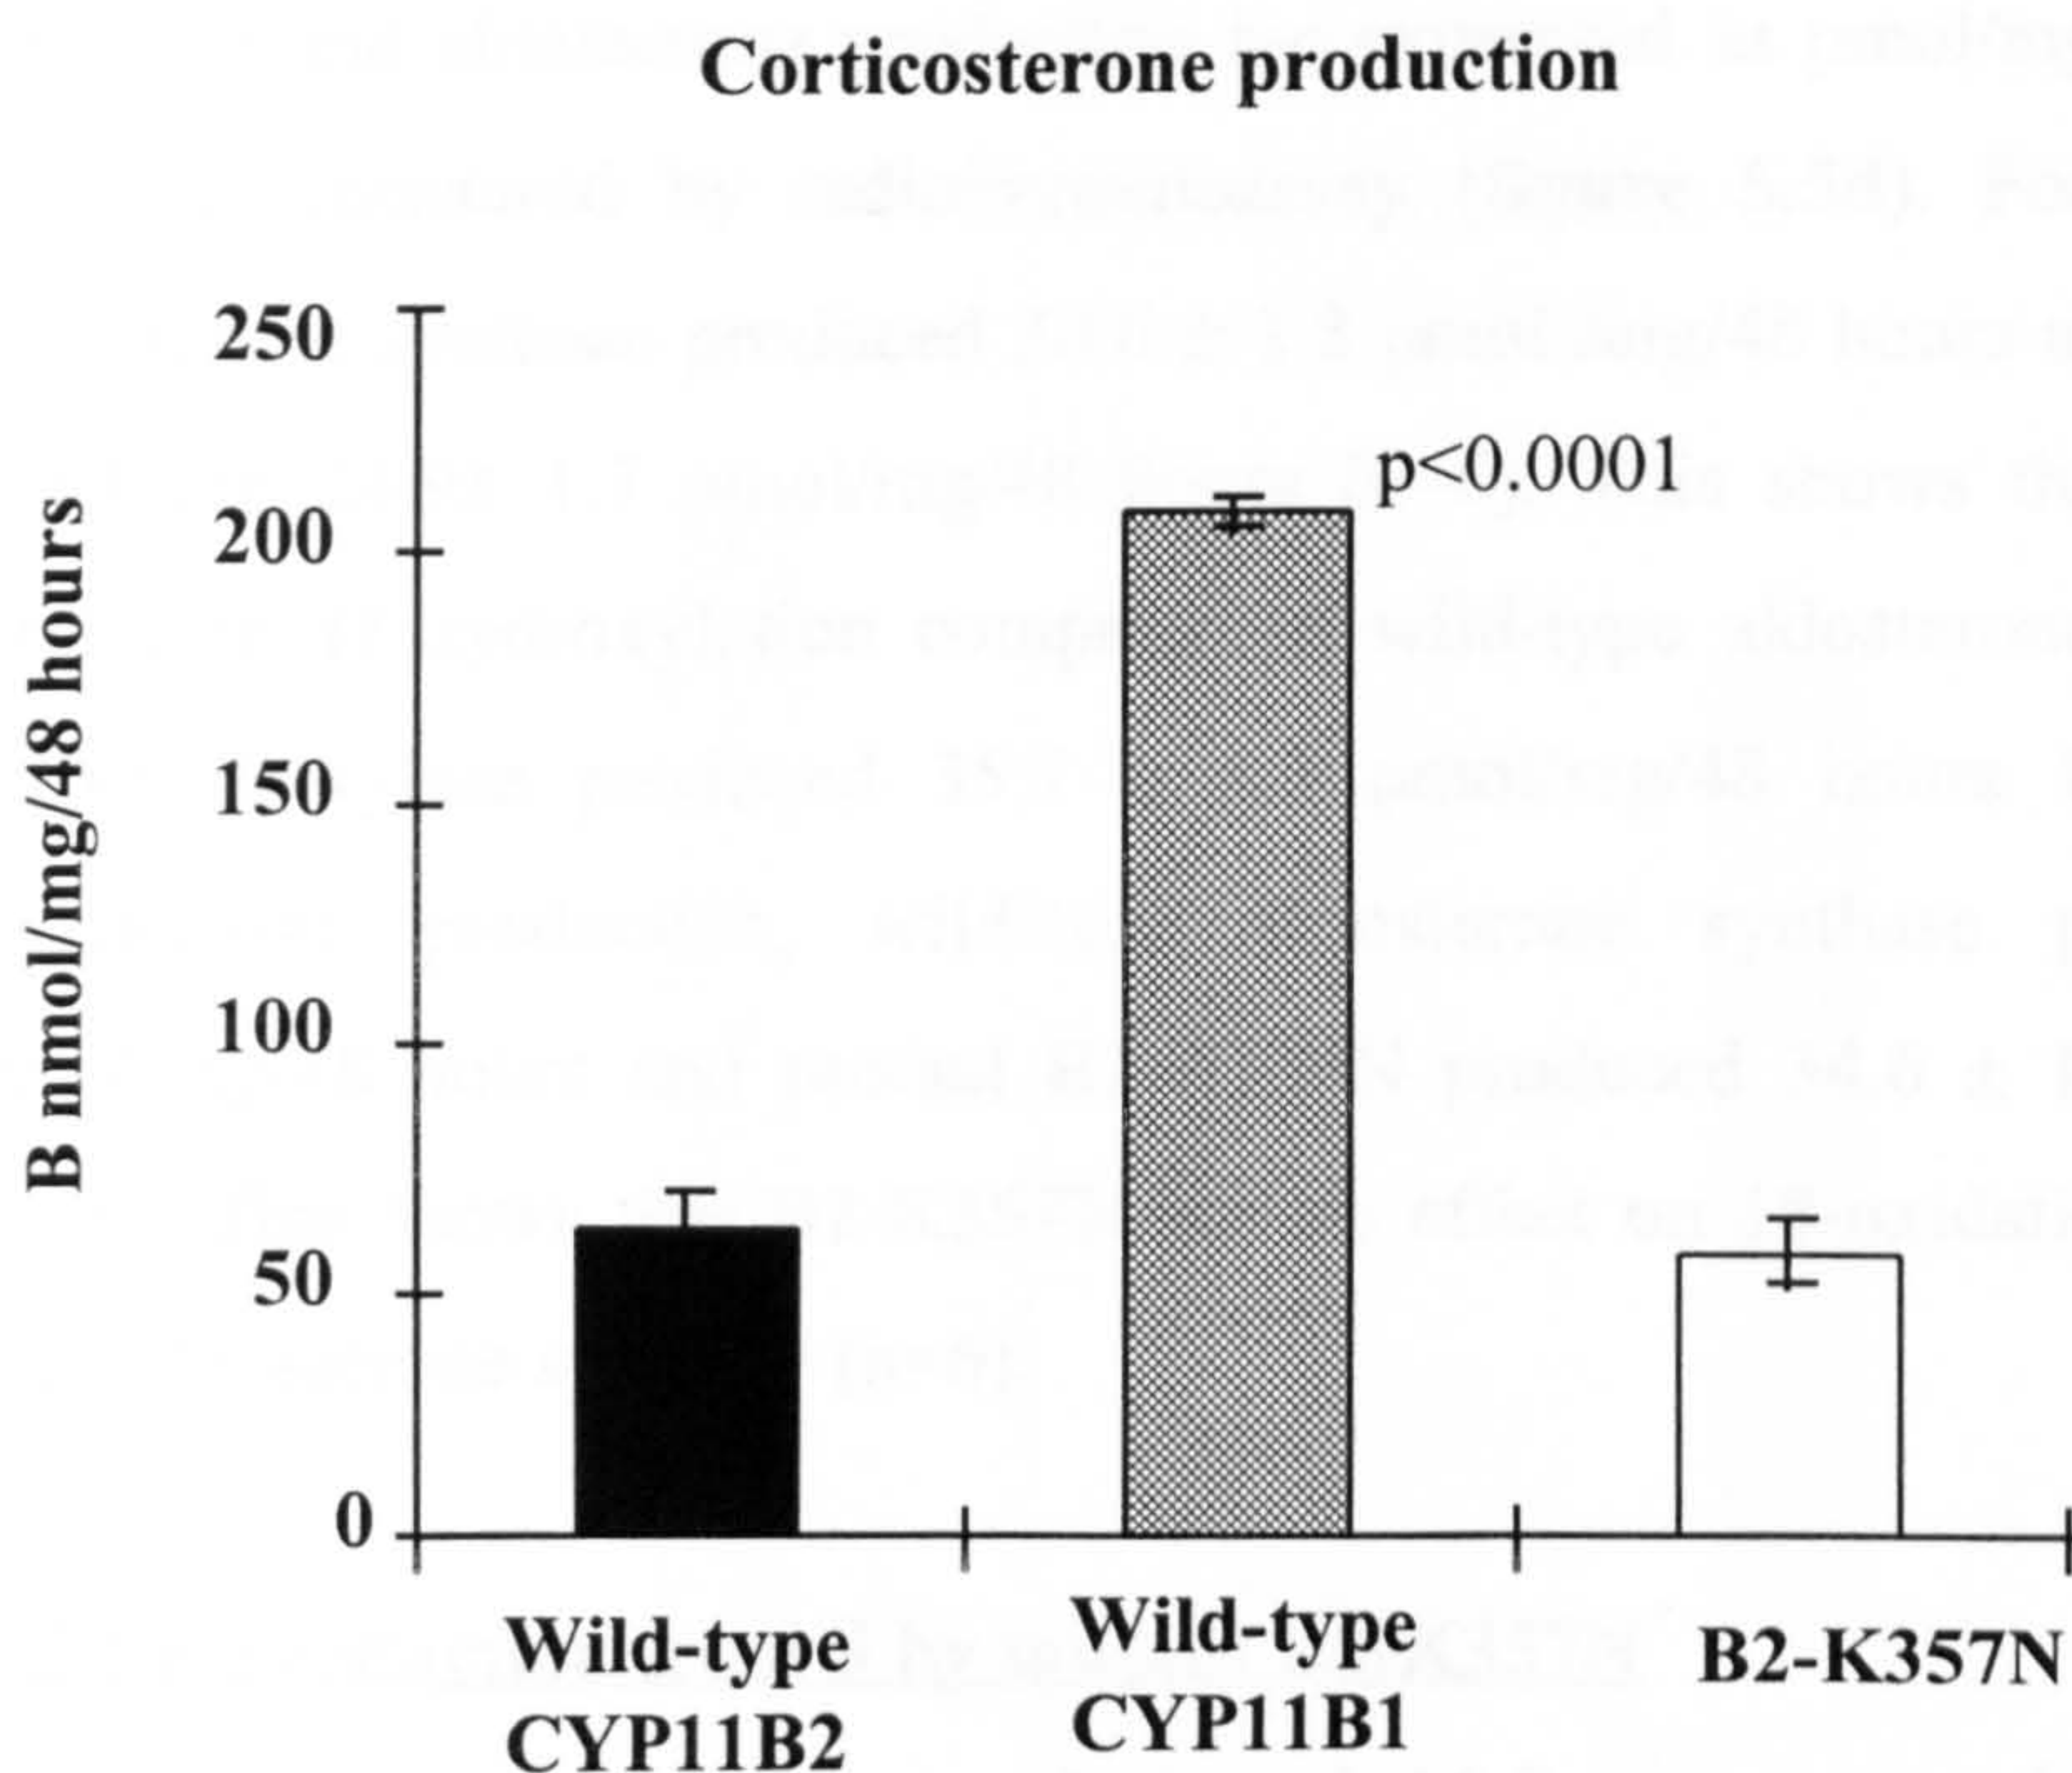 Corticosterone production
250
200
150
100
50
0
B nmol/mg/48 hours
p<0.0001
Wild-type
CYP11B2
Wild-type
CYP11B1
B2-K357N